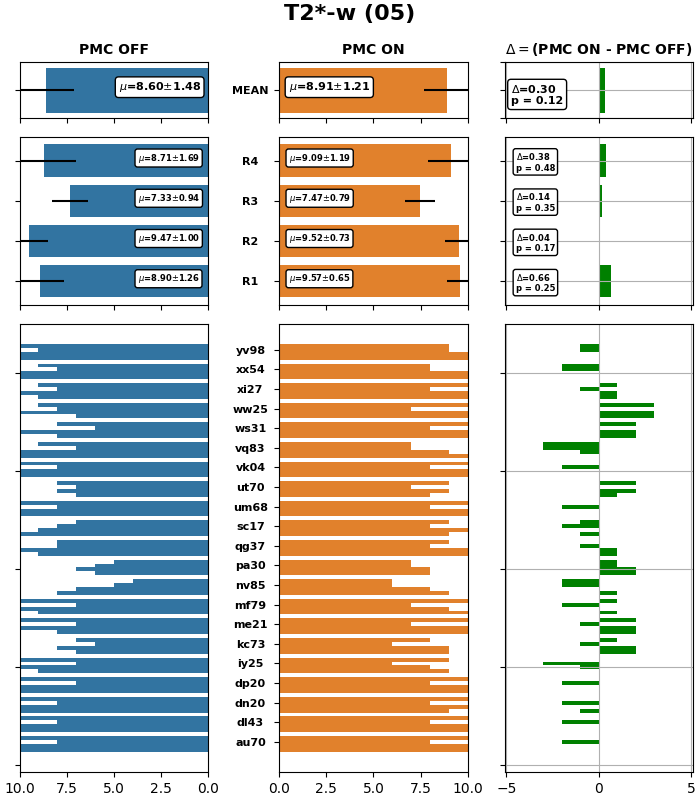 T2*-w (05)
PMC OFF
PMC ON
Δ = (PMC ON - PMC OFF)
μ=8.60±1.48
MEAN
μ=8.91±1.21
Δ=0.30
p = 0.12
μ=8.71±1.69
R4
μ=9.09±1.19
Δ=0.38
p = 0.48
μ=7.33±0.94
R3
μ=7.47±0.79
Δ=0.14
p = 0.35
μ=9.47±1.00
R2
μ=9.52±0.73
Δ=0.04
p = 0.17
μ=8.90±1.26
R1
μ=9.57±0.65
Δ=0.66
p = 0.25
yv98
xx54
xi27
ww25
ws31
vq83
vk04
ut70
um68
sc17
qg37
pa30
nv85
mf79
me21
kc73
iy25
dp20
dn20
dl43
au70
10.0 7.5 5.0 2.5 0.0
0.0 2.5 5.0 7.5 10.0
−5 0 5